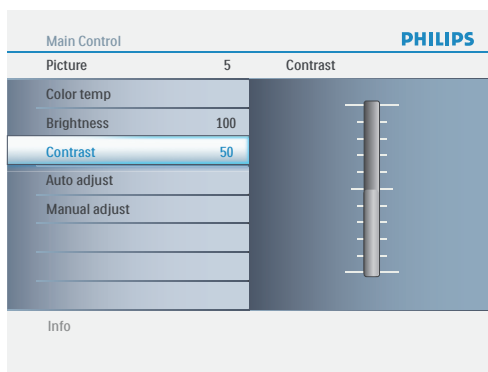 Main Control PHILIPS
Picture 5 Contrast
Color temp
Brightness 100
Contrast 50
Auto adjust
Manual adjust
Info